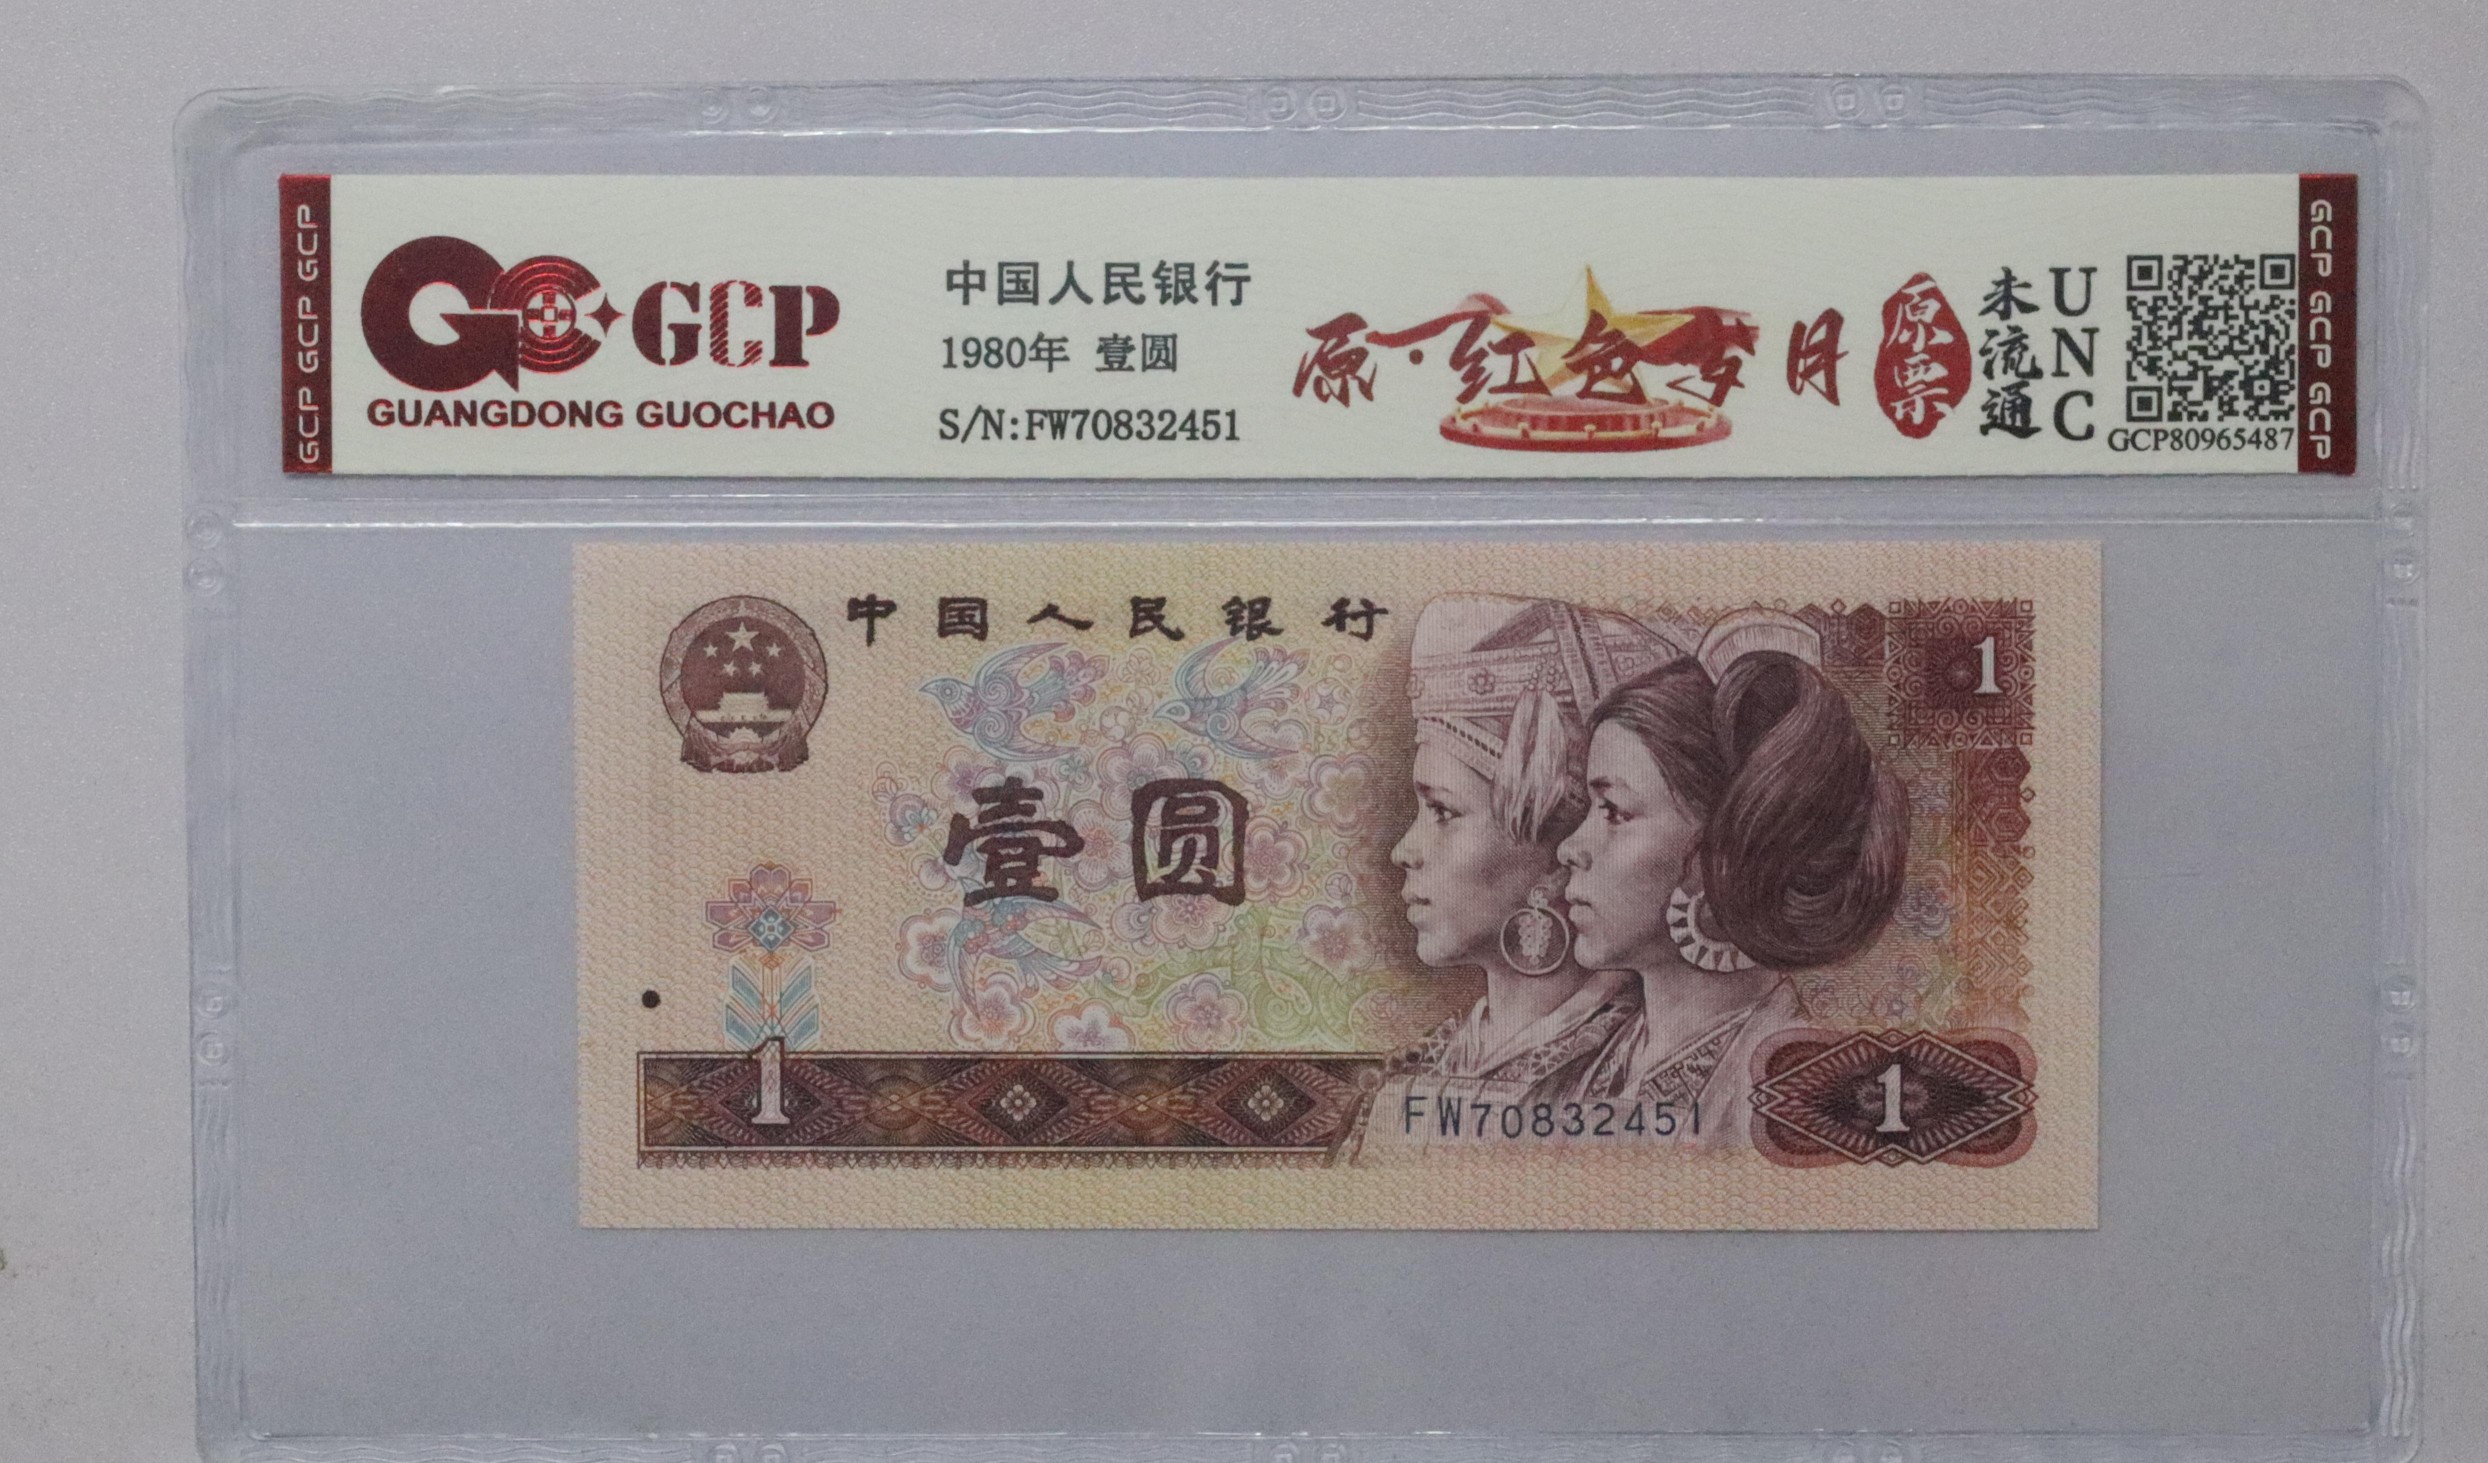 GCP GCP GCP
GCP
GUANGDONG GUOCHAO
中国人民银行
1980年 壹圆
S/N:FW70832451
原·红色岁月
原票
未流通
UNC
GCP80965487
GCP GCP GCP
中国人民银行
1
壹圆
1
FW70832451
1